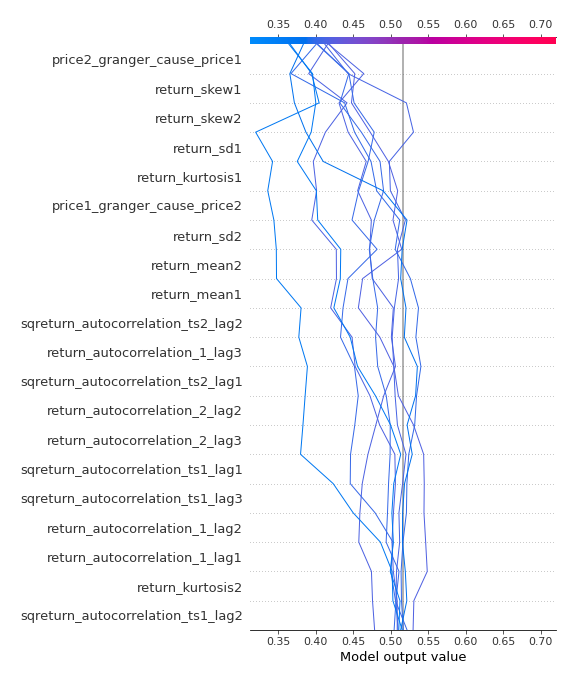 0.35 0.40 0.45 0.50 0.55 0.60 0.65 0.70
price2_granger_cause_price1
return_skew1
return_skew2
return_sd1
return_kurtosis1
price1_granger_cause_price2
return_sd2
return_mean2
return_mean1
sqreturn_autocorrelation_ts2_lag2
return_autocorrelation_1_lag3
sqreturn_autocorrelation_ts2_lag1
return_autocorrelation_2_lag2
return_autocorrelation_2_lag3
sqreturn_autocorrelation_ts1_lag1
sqreturn_autocorrelation_ts1_lag3
return_autocorrelation_1_lag2
return_autocorrelation_1_lag1
return_kurtosis2
sqreturn_autocorrelation_ts1_lag2
0.35 0.40 0.45 0.50 0.55 0.60 0.65 0.70
Model output value